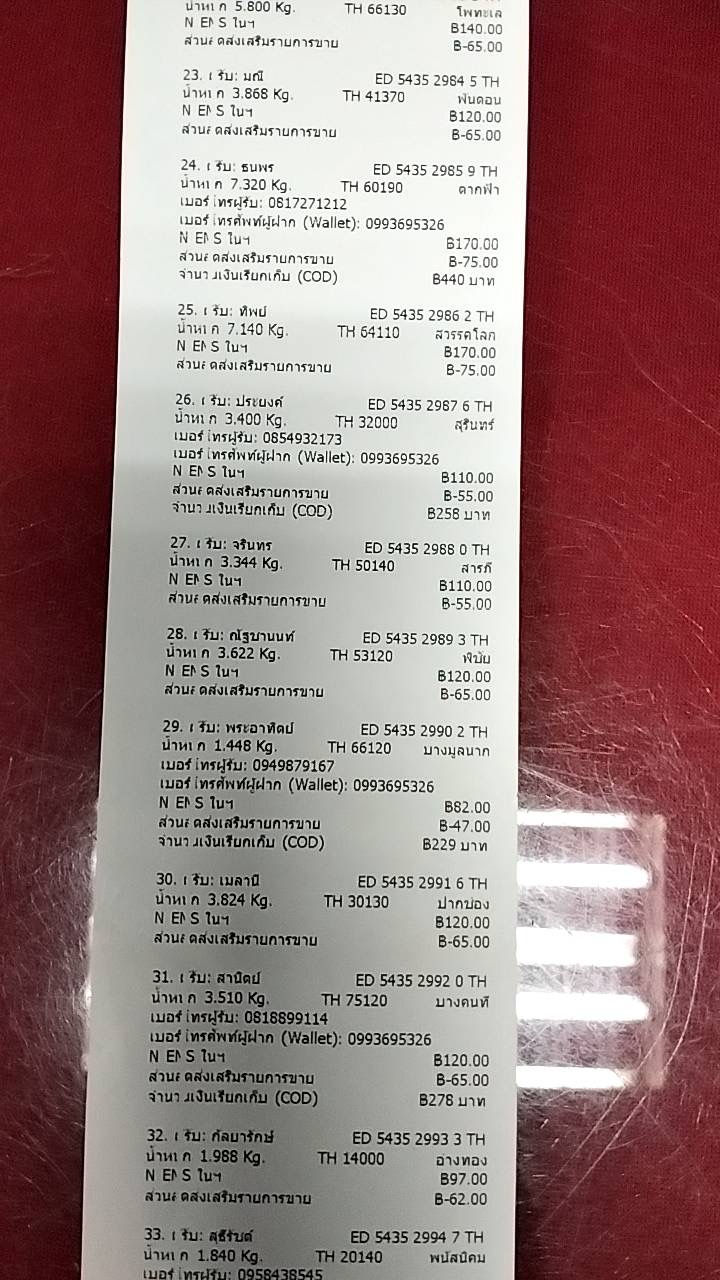 น้ำหนัก 5.800 Kg. TH 66130 โพทะเล
N EMS ในฯ ฿140.00
ส่วนลดส่งเสริมรายการขาย ฿-65.00
23. ผู้รับ: มณี ED 5435 2984 5 TH
น้ำหนัก 3.868 Kg. TH 41370 พันดอน
N EMS ในฯ ฿120.00
ส่วนลดส่งเสริมรายการขาย ฿-65.00
24. ผู้รับ: ธนพร ED 5435 2985 9 TH
น้ำหนัก 7.320 Kg. TH 60190 ตากฟ้า
เบอร์โทรผู้รับ: 0817271212
เบอร์โทรศัพท์ผู้ฝาก (Wallet): 0993695326
N EMS ในฯ ฿170.00
ส่วนลดส่งเสริมรายการขาย ฿-75.00
จำนวนเงินเรียกเก็บ (COD) ฿440 บาท
25. ผู้รับ: ทิพย์ ED 5435 2986 2 TH
น้ำหนัก 7.140 Kg. TH 64110 สวรรคโลก
N EMS ในฯ ฿170.00
ส่วนลดส่งเสริมรายการขาย ฿-75.00
26. ผู้รับ: ประยงค์ ED 5435 2987 6 TH
น้ำหนัก 3.400 Kg. TH 32000 สุรินทร์
เบอร์โทรผู้รับ: 0854932173
เบอร์โทรศัพท์ผู้ฝาก (Wallet): 0993695326
N EMS ในฯ ฿110.00
ส่วนลดส่งเสริมรายการขาย ฿-55.00
จำนวนเงินเรียกเก็บ (COD) ฿258 บาท
27. ผู้รับ: จรินทร ED 5435 2988 0 TH
น้ำหนัก 3.344 Kg. TH 50140 สารภี
N EMS ในฯ ฿110.00
ส่วนลดส่งเสริมรายการขาย ฿-55.00
28. ผู้รับ: ณัฐชานนท์ ED 5435 2989 3 TH
น้ำหนัก 3.622 Kg. TH 53120 พิชัย
N EMS ในฯ ฿120.00
ส่วนลดส่งเสริมรายการขาย ฿-65.00
29. ผู้รับ: พระอาทิตย์ ED 5435 2990 2 TH
น้ำหนัก 1.448 Kg. TH 66120 บางมูลนาก
เบอร์โทรผู้รับ: 0949879167
เบอร์โทรศัพท์ผู้ฝาก (Wallet): 0993695326
N EMS ในฯ ฿82.00
ส่วนลดส่งเสริมรายการขาย ฿-47.00
จำนวนเงินเรียกเก็บ (COD) ฿229 บาท
30. ผู้รับ: เมลานี ED 5435 2991 6 TH
น้ำหนัก 3.824 Kg. TH 30130 ปากช่อง
N EMS ในฯ ฿120.00
ส่วนลดส่งเสริมรายการขาย ฿-65.00
31. ผู้รับ: สานิตย์ ED 5435 2992 0 TH
น้ำหนัก 3.510 Kg. TH 75120 บางคนที
เบอร์โทรผู้รับ: 0818899114
เบอร์โทรศัพท์ผู้ฝาก (Wallet): 0993695326
N EMS ในฯ ฿120.00
ส่วนลดส่งเสริมรายการขาย ฿-65.00
จำนวนเงินเรียกเก็บ (COD) ฿278 บาท
32. ผู้รับ: กัลยารักษ์ ED 5435 2993 3 TH
น้ำหนัก 1.988 Kg. TH 14000 อ่างทอง
N EMS ในฯ ฿97.00
ส่วนลดส่งเสริมรายการขาย ฿-62.00
33. ผู้รับ: สุธีรัชต์ ED 5435 2994 7 TH
น้ำหนัก 1.840 Kg. TH 20140 พนัสนิคม
เบอร์โทรผู้รับ: 0958438545